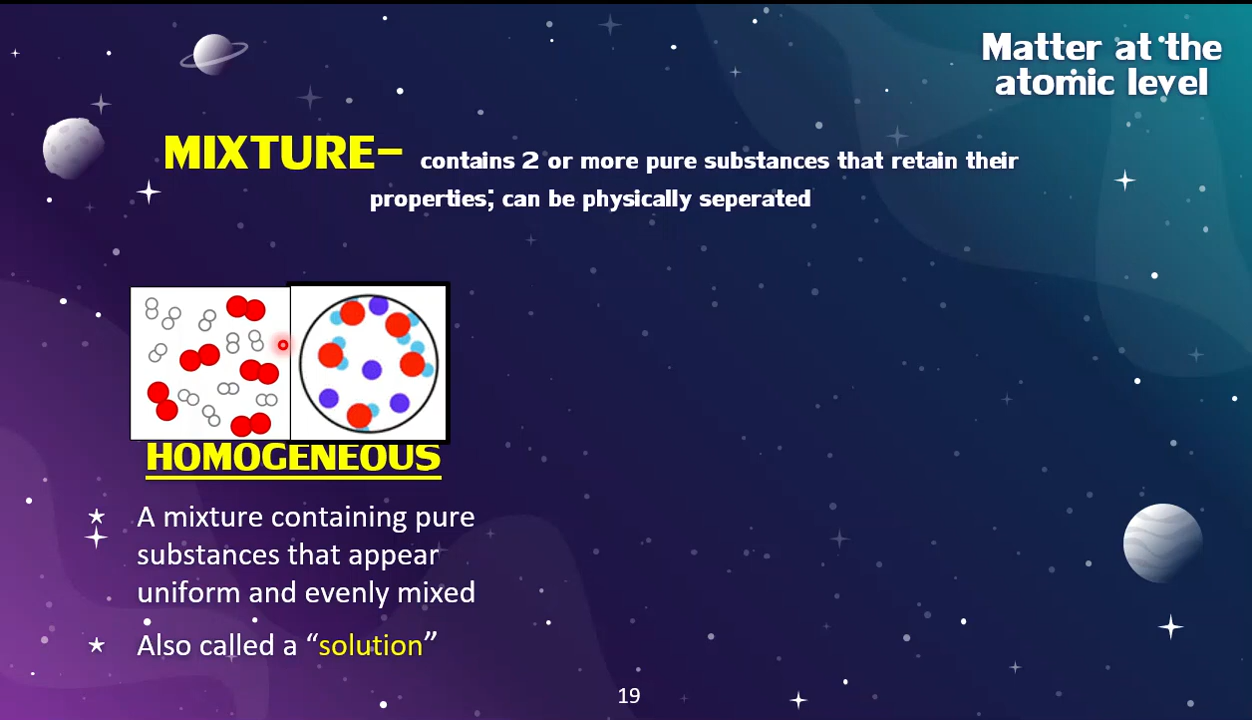 Matter at the
atomic level
MIXTURE– contains 2 or more pure substances that retain their
properties; can be physically seperated
HOMOGENEOUS
A mixture containing pure
substances that appear
uniform and evenly mixed
Also called a “solution”
19